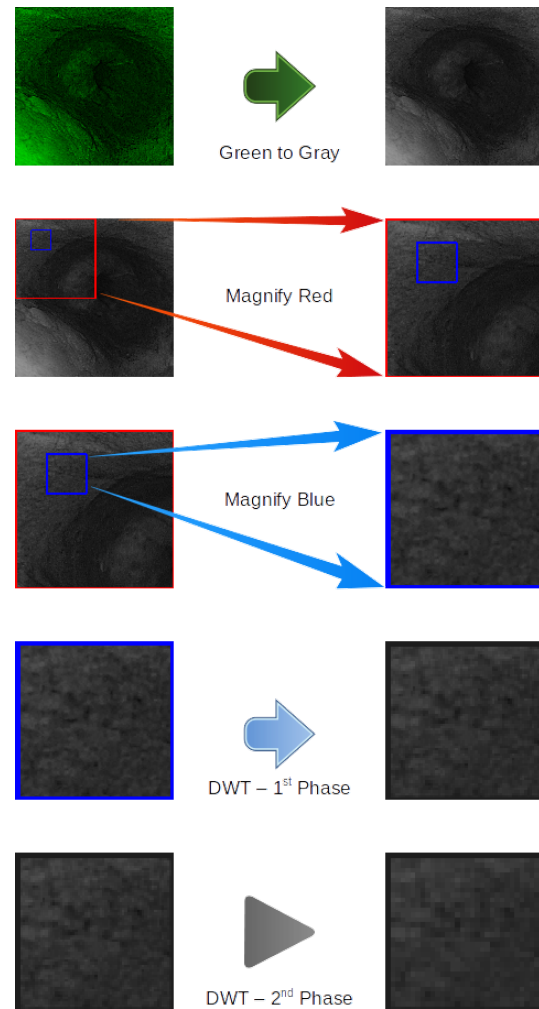 Green to Gray
Magnify Red
Magnify Blue
DWT – 1st Phase
DWT – 2nd Phase